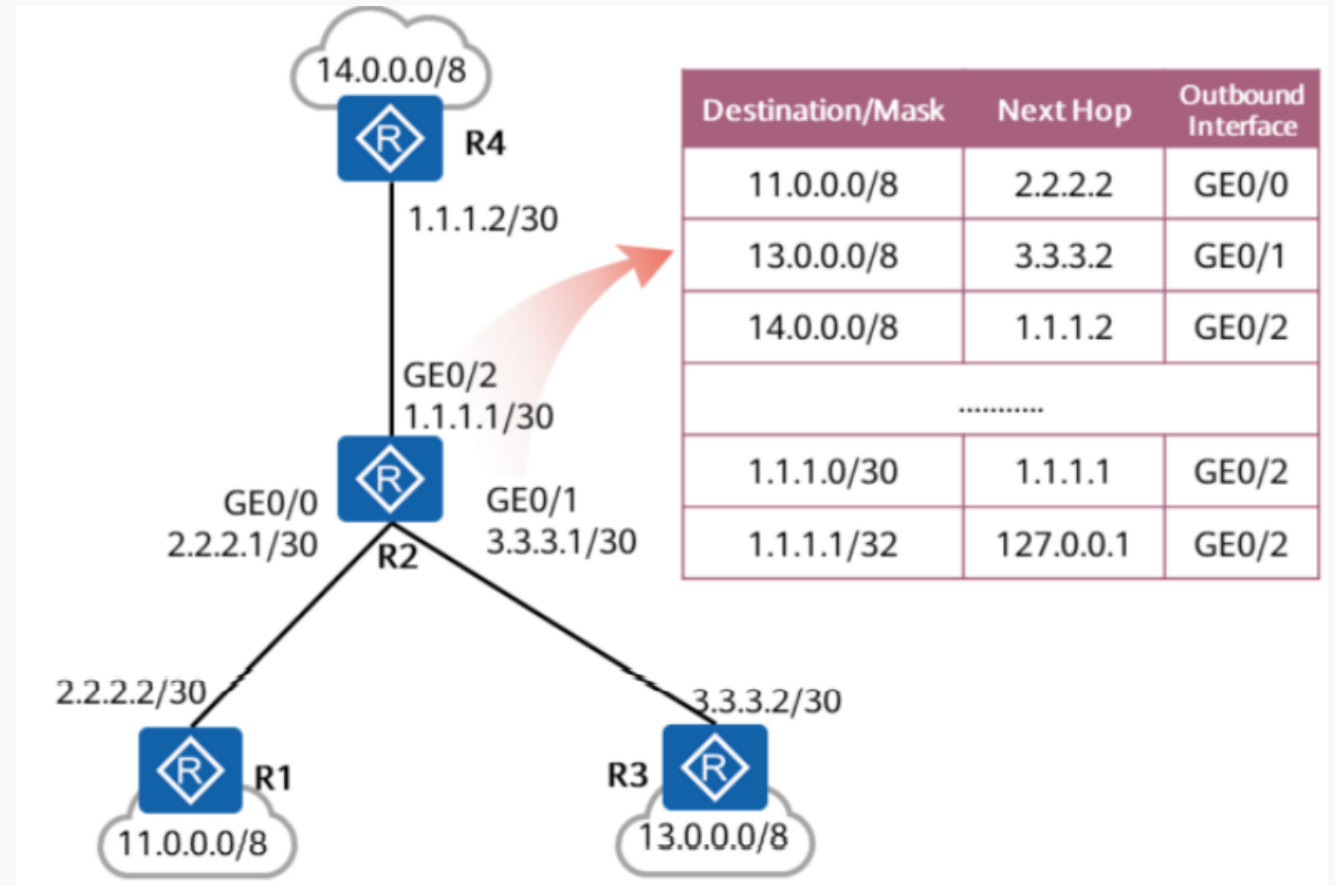 14.0.0.0/8
R4
1.1.1.2/30
GE0/2
1.1.1.1/30
GE0/0
2.2.2.1/30
R2
GE0/1
3.3.3.1/30
2.2.2.2/30
R1
11.0.0.0/8
3.3.3.2/30
R3
13.0.0.0/8
R
R
R
R
Destination/Mask Next Hop Outbound Interface
11.0.0.0/8 2.2.2.2 GE0/0
13.0.0.0/8 3.3.3.2 GE0/1
14.0.0.0/8 1.1.1.2 GE0/2
...........
1.1.1.0/30 1.1.1.1 GE0/2
1.1.1.1/32 127.0.0.1 GE0/2